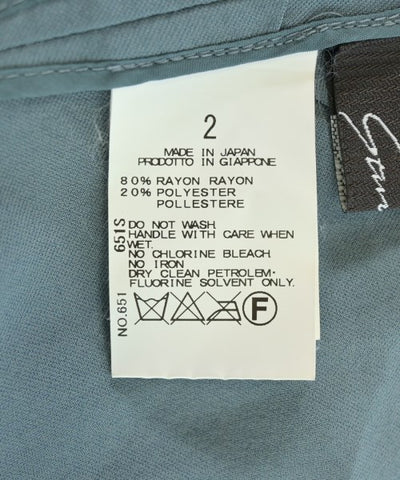 2
MADE IN JAPAN
PRODOTTO IN GIAPPONE
80% RAYON RAYON
20% POLYESTER
POLLESTERE
DO NOT WASH
HANDLE WITH CARE WHEN
WET.
NO CHLORINE BLEACH
NO IRON
DRY CLEAN PETROLEM·
FLUORINE SOLVENT ONLY.
F
NO.651
651S